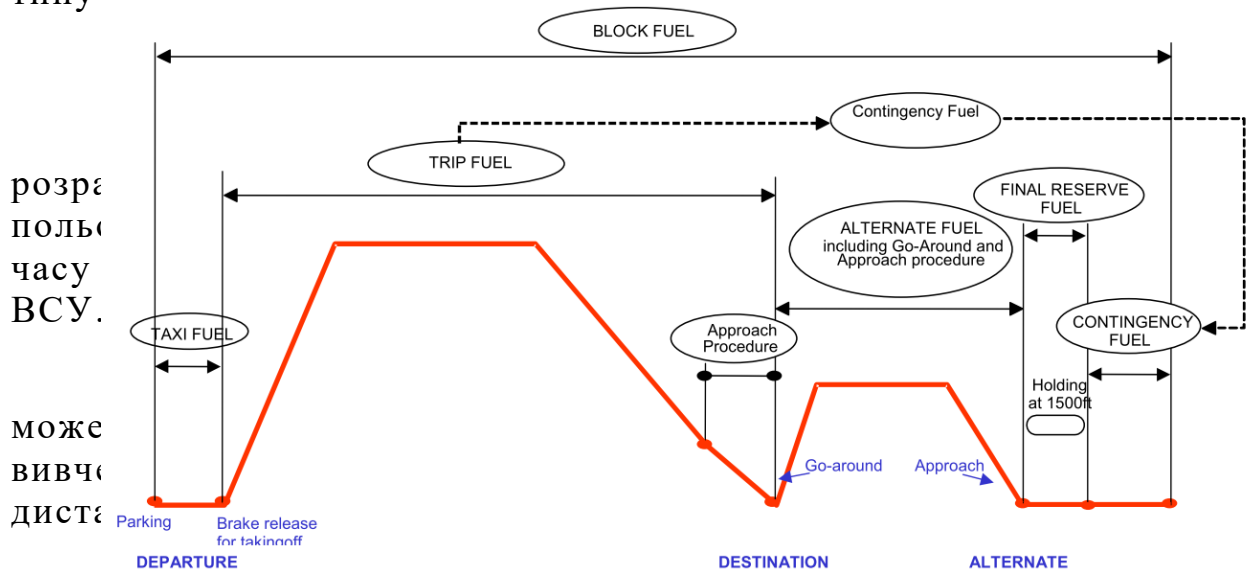 типу
BLOCK FUEL
Contingency Fuel
TRIP FUEL
розра
польо
часу
ВСУ.
FINAL RESERVE
FUEL
ALTERNATE FUEL
including Go-Around and
Approach procedure
TAXI FUEL
Approach
Procedure
CONTINGENCY
FUEL
Holding
at 1500ft
може
вивче
диста
Go-around
Approach
Parking
Brake release
for takingoff
DEPARTURE
DESTINATION
ALTERNATE